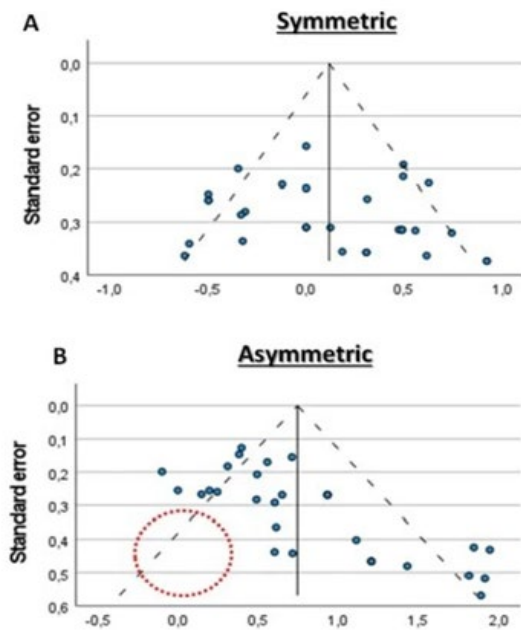 A
Symmetric
Standard error
0,0
0,1
0,2
0,3
0,4
-1,0 -0,5 0,0 0,5 1,0
B
Asymmetric
Standard error
0,0
0,1
0,2
0,3
0,4
0,5
0,6
-0,5 0,0 0,5 1,0 1,5 2,0